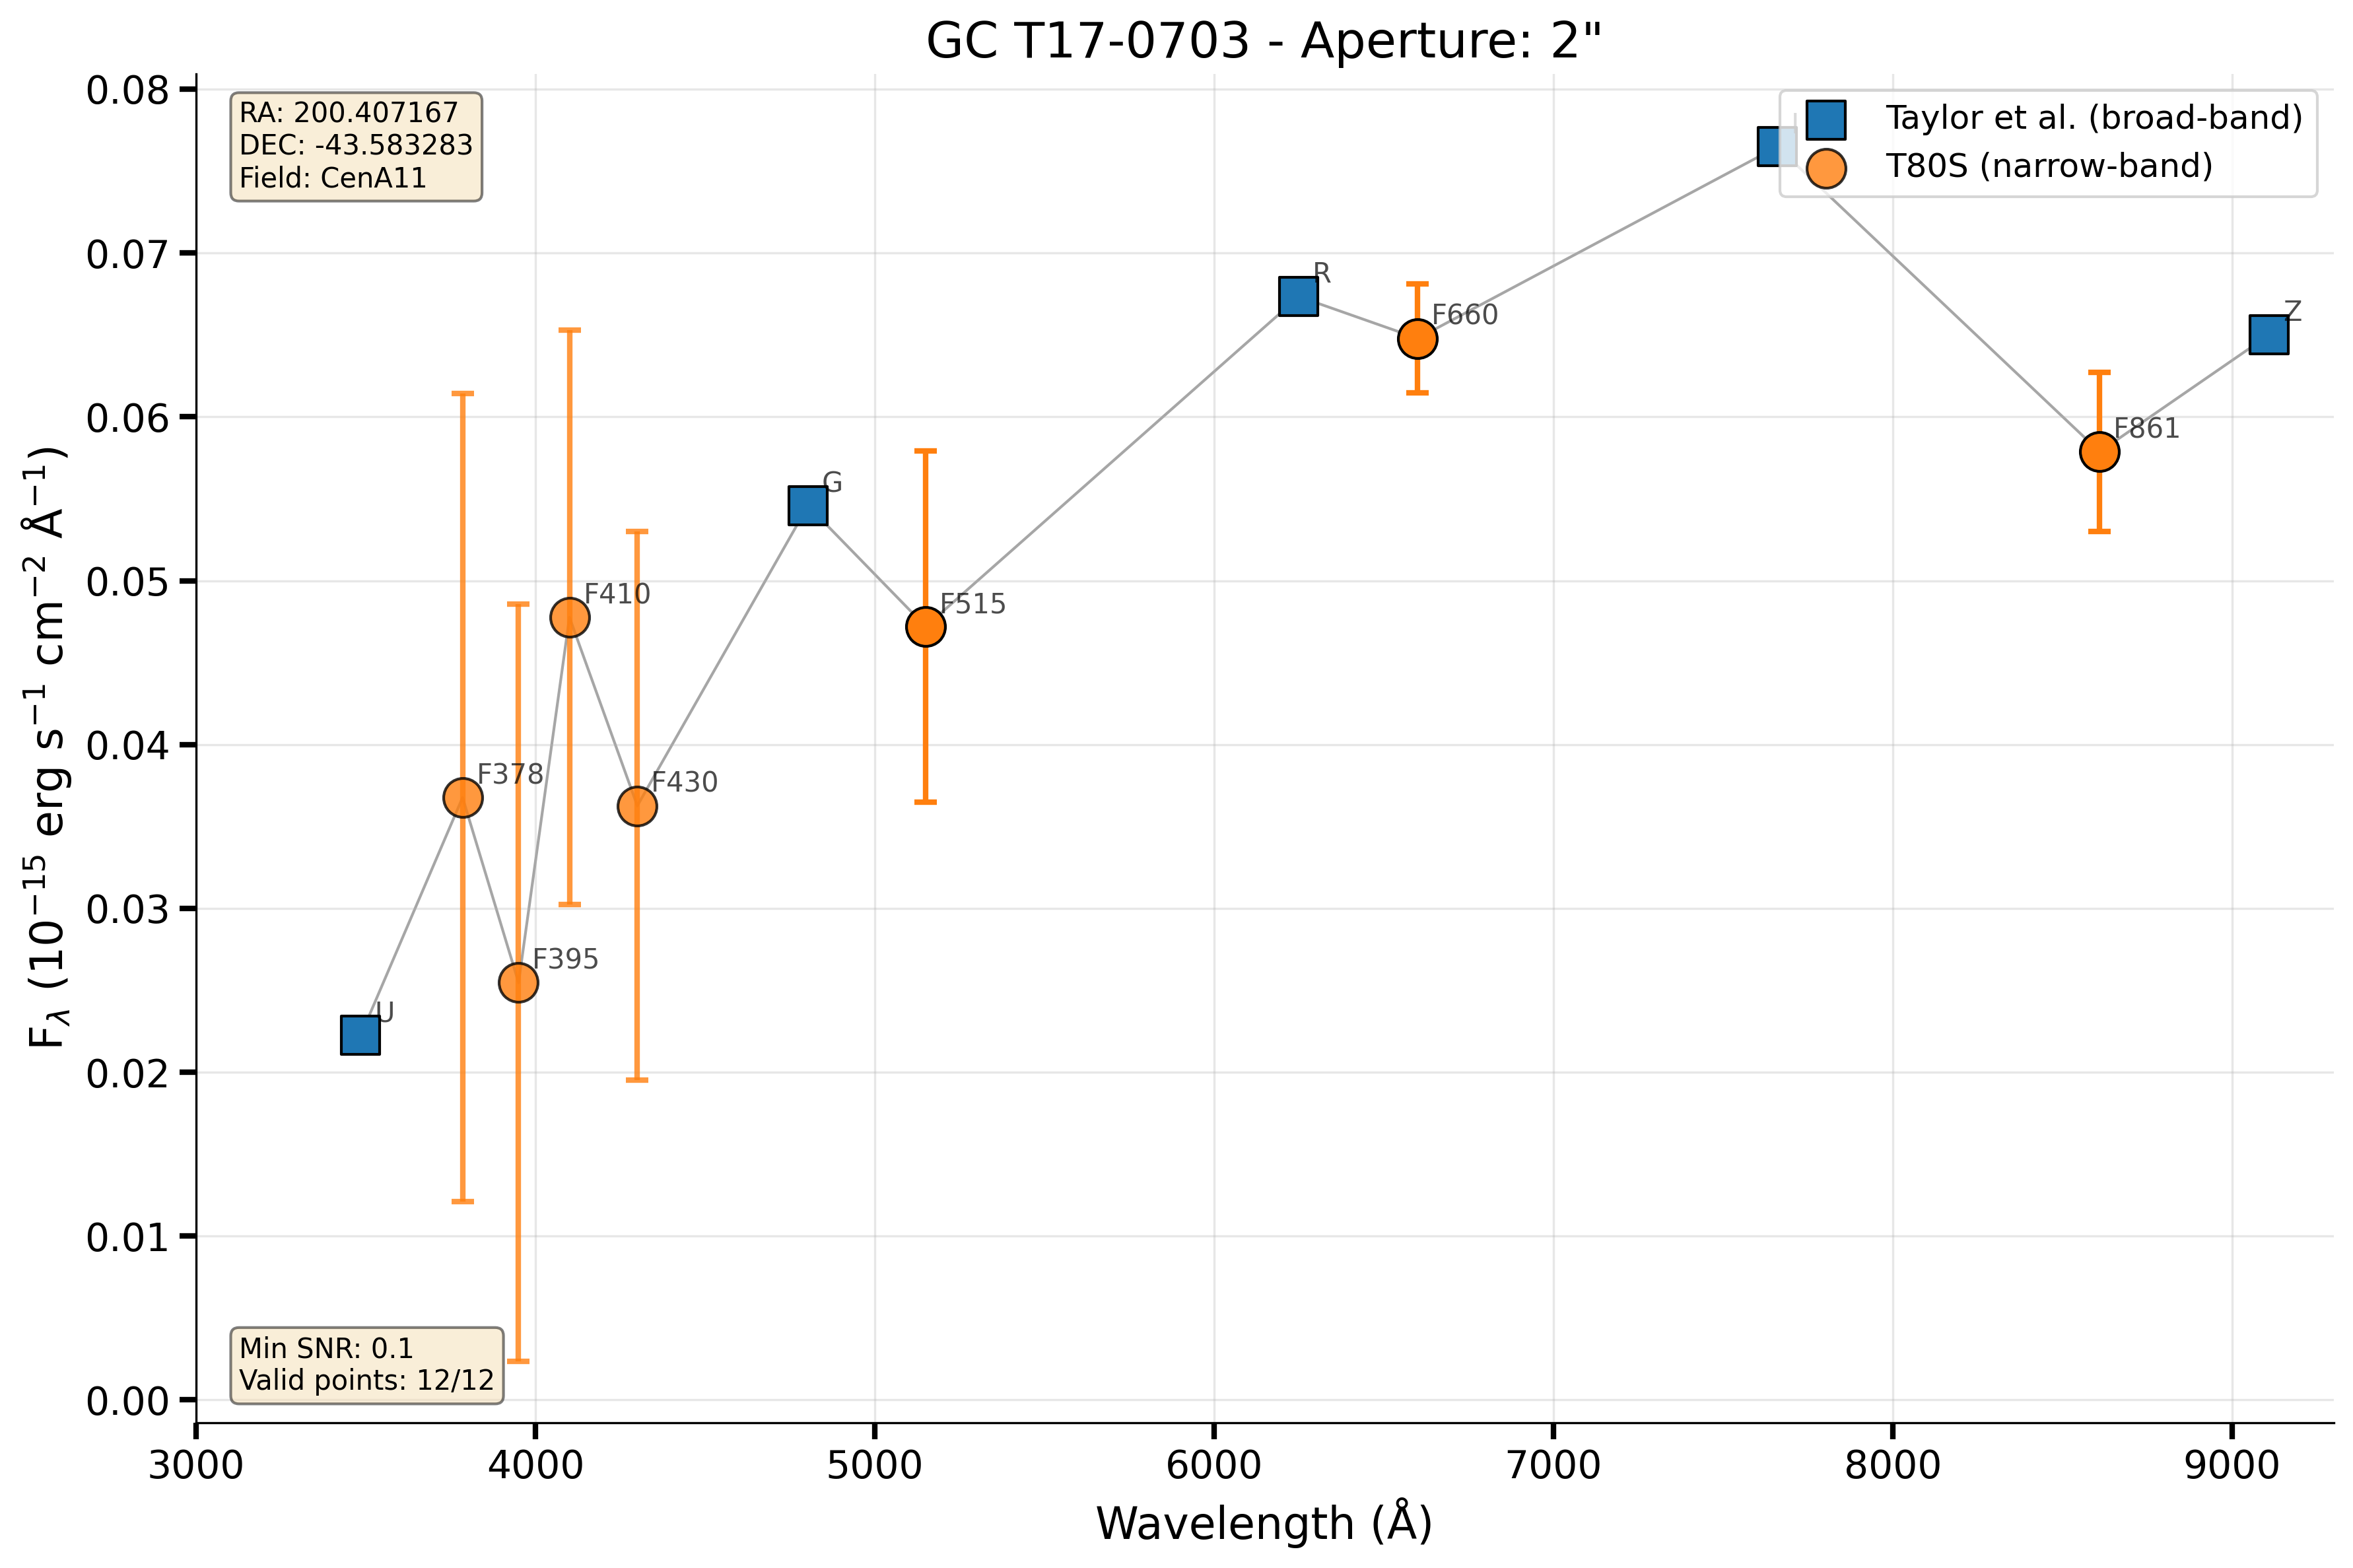 GC T17-0703 - Aperture: 2"
RA: 200.407167
DEC: -43.583283
Field: CenA11
Taylor et al. (broad-band)
T80S (narrow-band)
0.08
0.07
0.06
0.05
0.04
0.03
0.02
0.01
0.00
F_λ (10⁻¹⁵ erg s⁻¹ cm⁻² Å⁻¹)
U
F378
F395
F410
F430
G
F515
R
F660
I
F861
Z
Min SNR: 0.1
Valid points: 12/12
3000 4000 5000 6000 7000 8000 9000
Wavelength (Å)